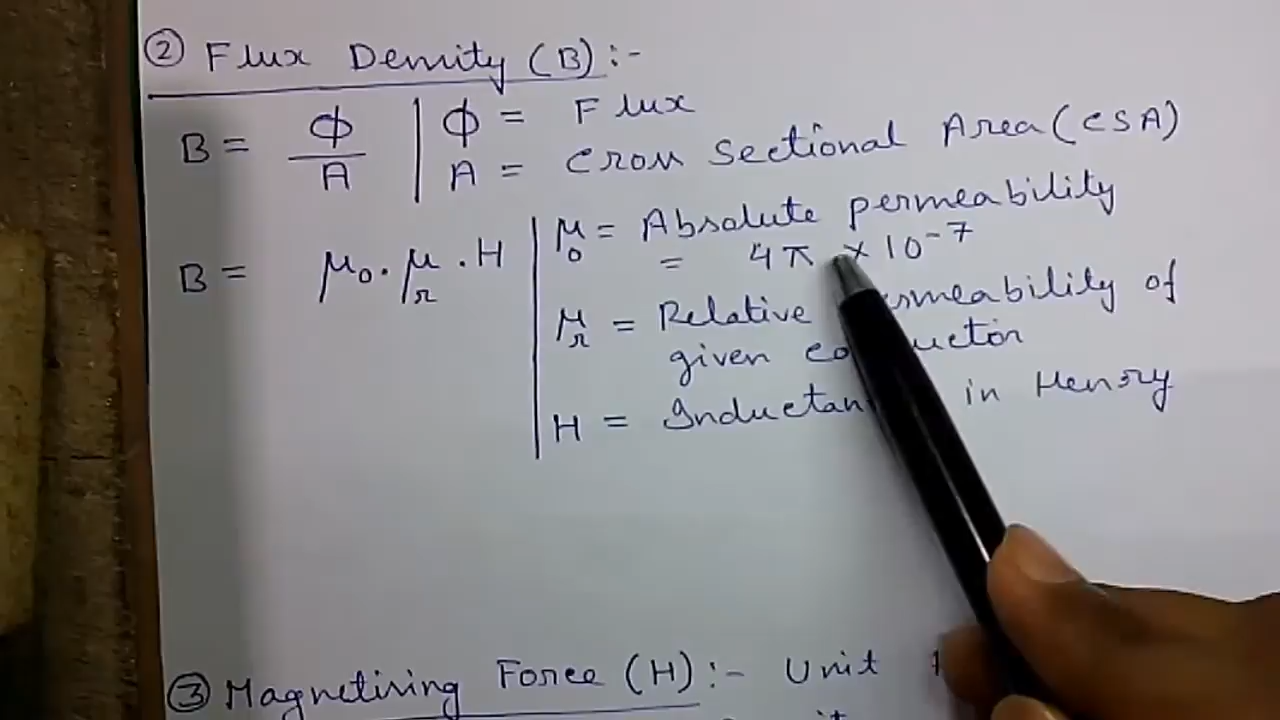 ② Flux Density (B) :-
B = Φ/A | Φ = Flux
A = Cross Sectional Area (CSA)
B = μ₀ . μᵣ . H | μ₀ = Absolute permeability
= 4π × 10⁻⁷
μᵣ = Relative permeability of
given conductor
H = Inductance in Henry
③ Magnetising Force (H) :- Unit